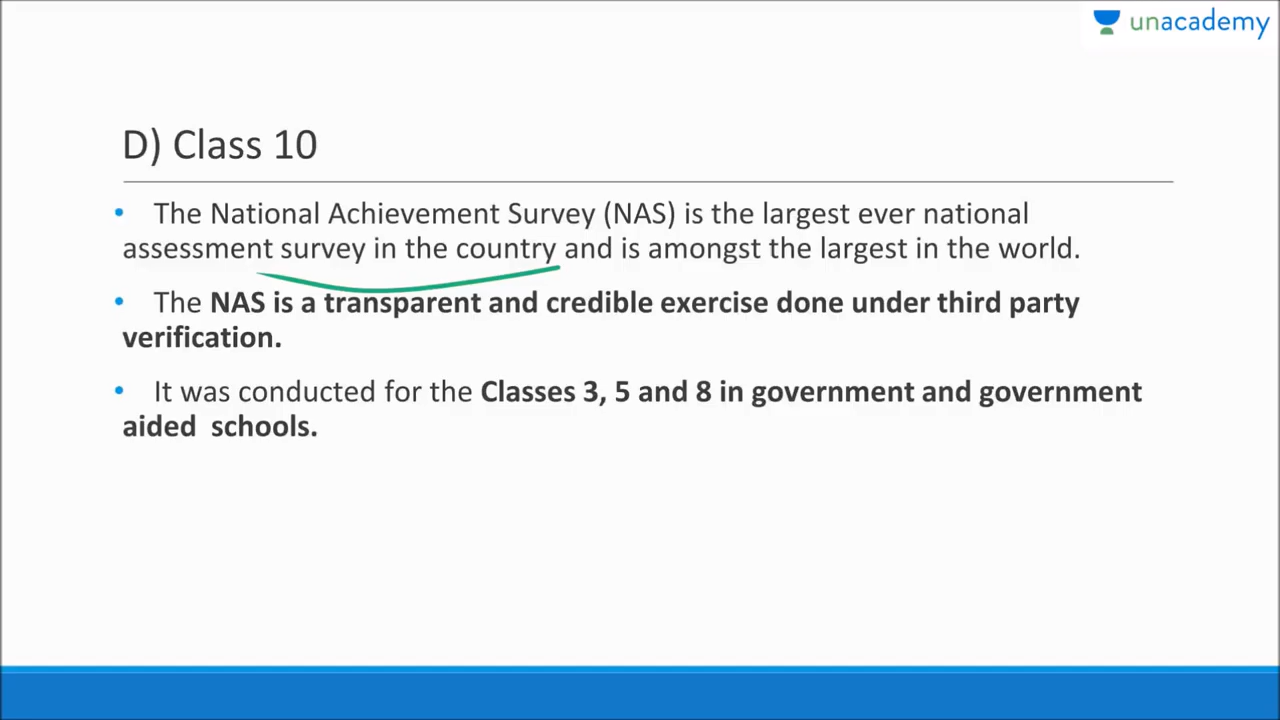 unacademy
D) Class 10
• The National Achievement Survey (NAS) is the largest ever national
assessment survey in the country and is amongst the largest in the world.
• The NAS is a transparent and credible exercise done under third party
verification.
• It was conducted for the Classes 3, 5 and 8 in government and government
aided schools.